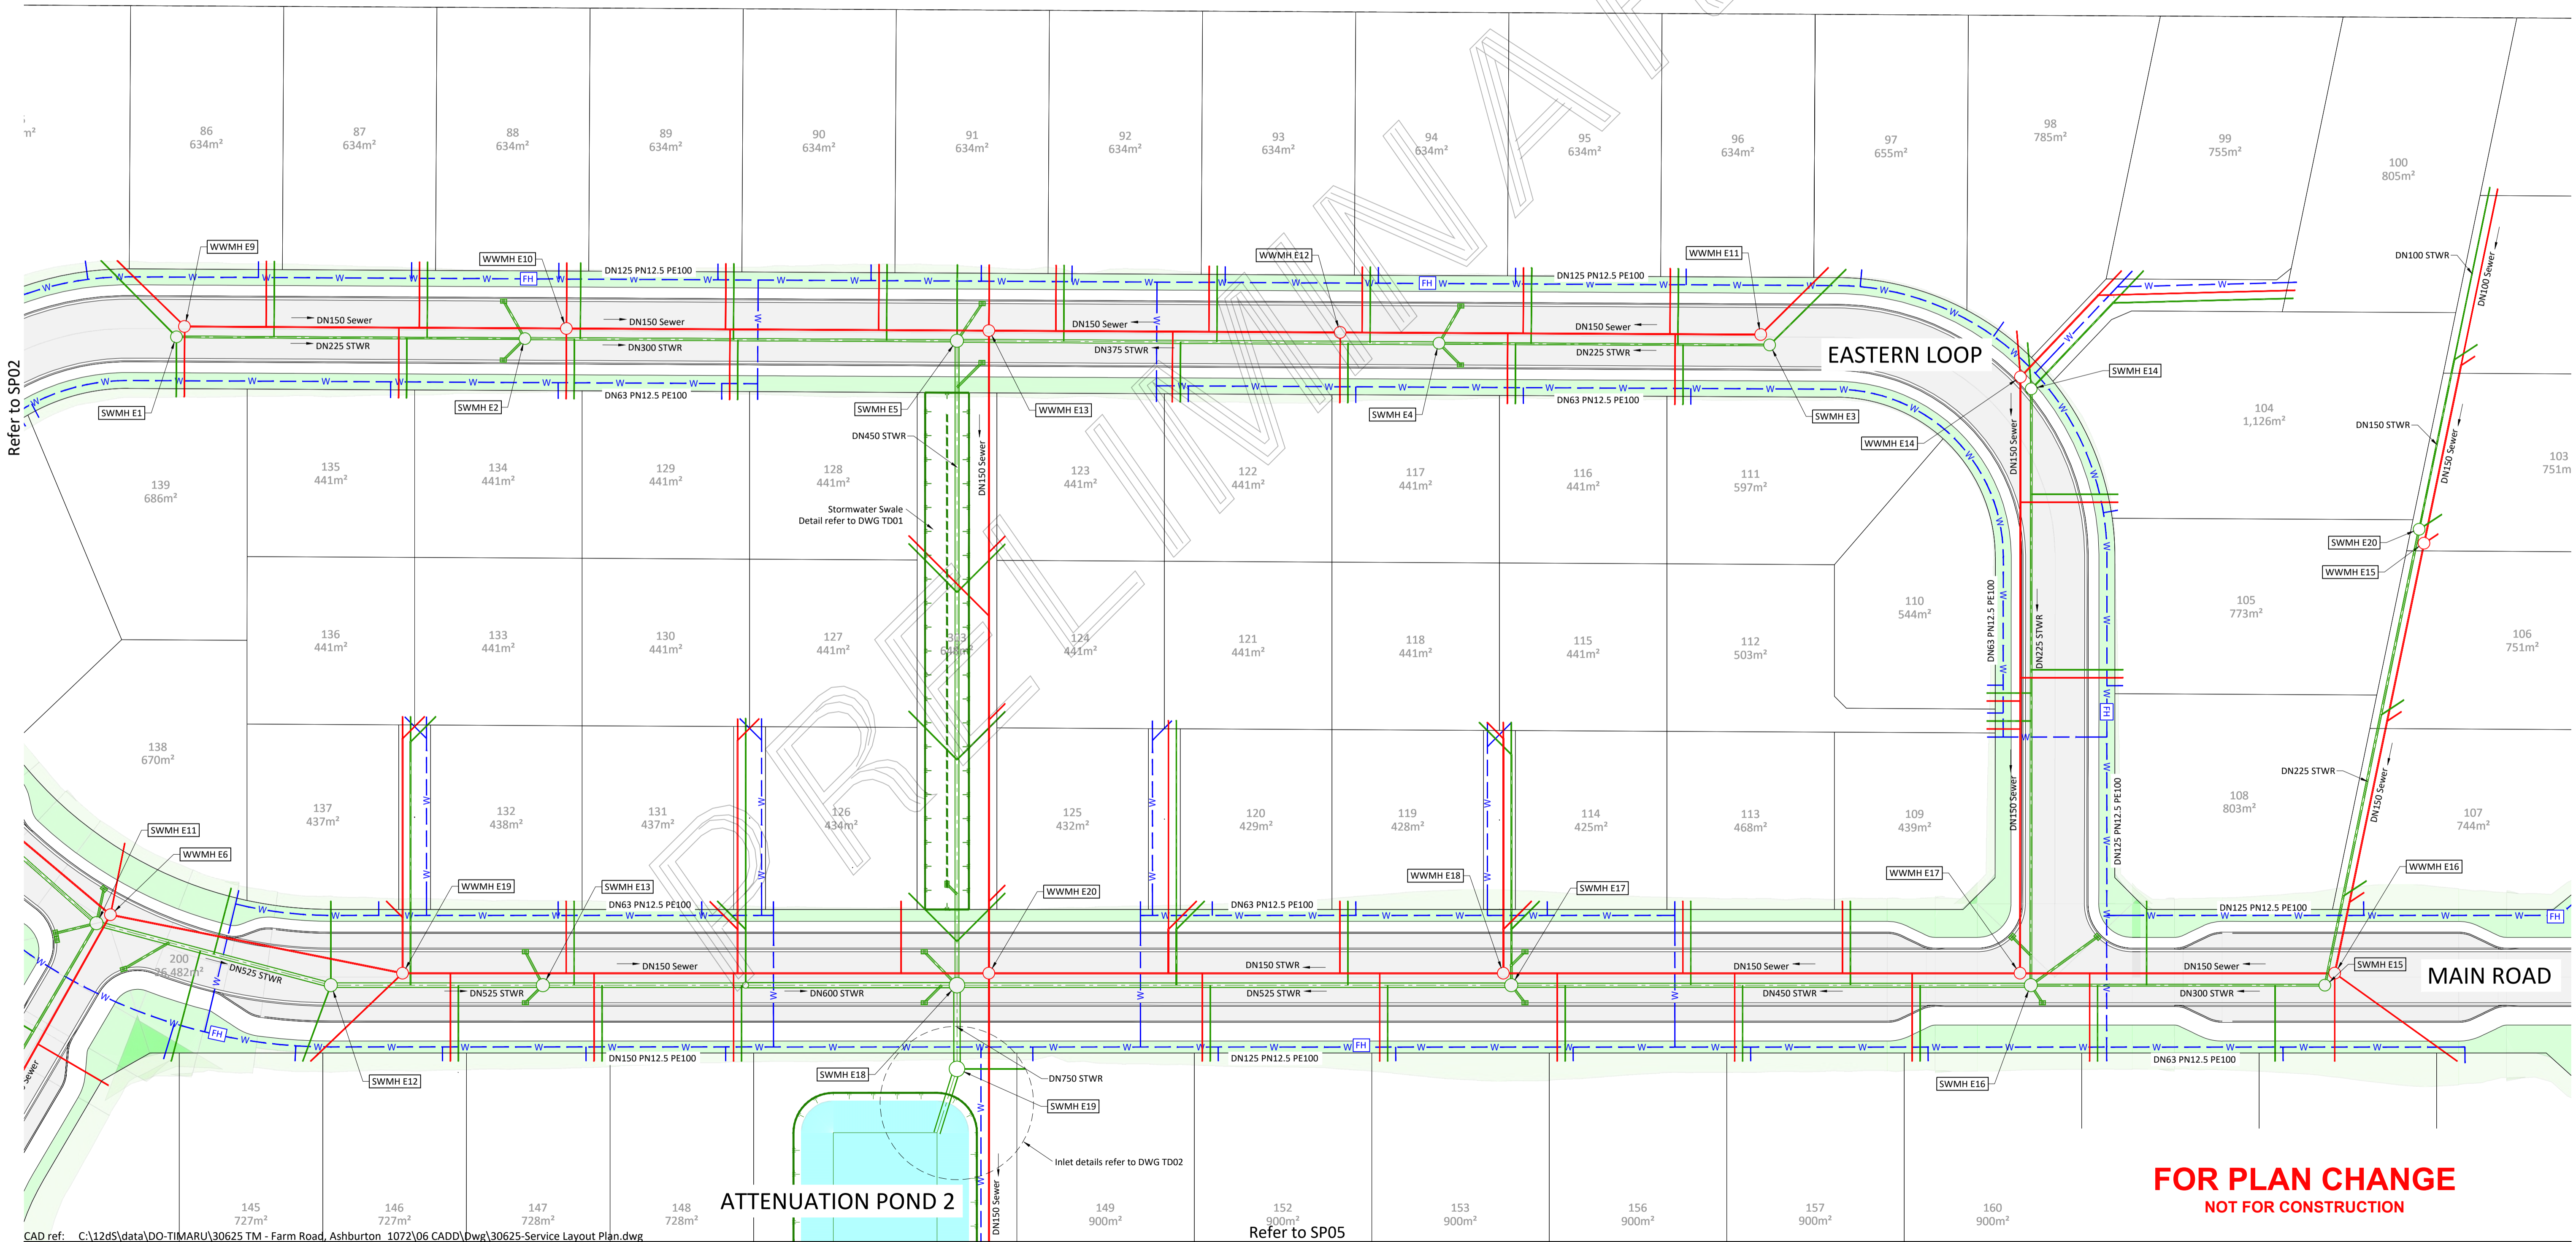 86
634m²
87
634m²
88
634m²
89
634m²
90
634m²
91
634m²
92
634m²
93
634m²
94
634m²
95
634m²
96
634m²
97
655m²
98
785m²
99
755m²
100
805m²
PRELIMINA
Refer to SP02
WWMH E9
WWMH E10
WWMH E12
WWMH E11
DN125 PN12.5 PE100
DN125 PN12.5 PE100
FH
FH
DN150 Sewer
DN150 Sewer
DN150 Sewer
DN150 Sewer
DN225 STWR
DN300 STWR
DN375 STWR
DN225 STWR
EASTERN LOOP
DN100 STWR
DN100 Sewer
SWMH E1
SWMH E2
SWMH E5
WWMH E13
SWMH E4
SWMH E3
SWMH E14
WWMH E14
DN63 PN12.5 PE100
DN63 PN12.5 PE100
DN450 STWR
DN150 Sewer
DN150 Sewer
DN150 STWR
DN150 Sewer
139
686m²
135
441m²
134
441m²
129
441m²
128
441m²
123
441m²
122
441m²
117
441m²
116
441m²
111
597m²
104
1,126m²
103
751m
Stormwater Swale
Detail refer to DWG TD01
SWMH E20
WWMH E15
136
441m²
133
441m²
130
441m²
127
441m²
124
441m²
121
441m²
118
441m²
115
441m²
112
503m²
110
544m²
DN63 PN12.5 PE100
DN225 STWR
105
773m²
106
751m²
FH
138
670m²
137
437m²
132
438m²
131
437m²
126
434m²
125
432m²
120
429m²
119
428m²
114
425m²
113
468m²
109
439m²
DN150 Sewer
DN125 PN12.5 PE100
108
803m²
DN225 STWR
DN150 Sewer
107
744m²
SWMH E11
WWMH E6
WWMH E19
SWMH E13
WWMH E20
WWMH E18
SWMH E17
WWMH E17
WWMH E16
DN63 PN12.5 PE100
DN63 PN12.5 PE100
DN125 PN12.5 PE100
FH
200
26,482m²
DN525 STWR
DN150 Sewer
DN150 STWR
DN150 Sewer
DN150 Sewer
SWMH E15
MAIN ROAD
DN525 STWR
DN600 STWR
DN525 STWR
DN450 STWR
DN300 STWR
FH
FH
DN150 PN12.5 PE100
DN125 PN12.5 PE100
DN63 PN12.5 PE100
Sewer
SWMH E12
SWMH E18
DN750 STWR
SWMH E19
SWMH E16
Inlet details refer to DWG TD02
ATTENUATION POND 2
DN150 Sewer
145
727m²
146
727m²
147
728m²
148
728m²
149
900m²
152
900m²
153
900m²
156
900m²
157
900m²
160
900m²
FOR PLAN CHANGE
NOT FOR CONSTRUCTION
CAD ref: C:\12dS\data\DO-TIMARU\30625 TM - Farm Road, Ashburton_1072\06 CADD\Dwg\30625-Service Layout Plan.dwg
Refer to SP05